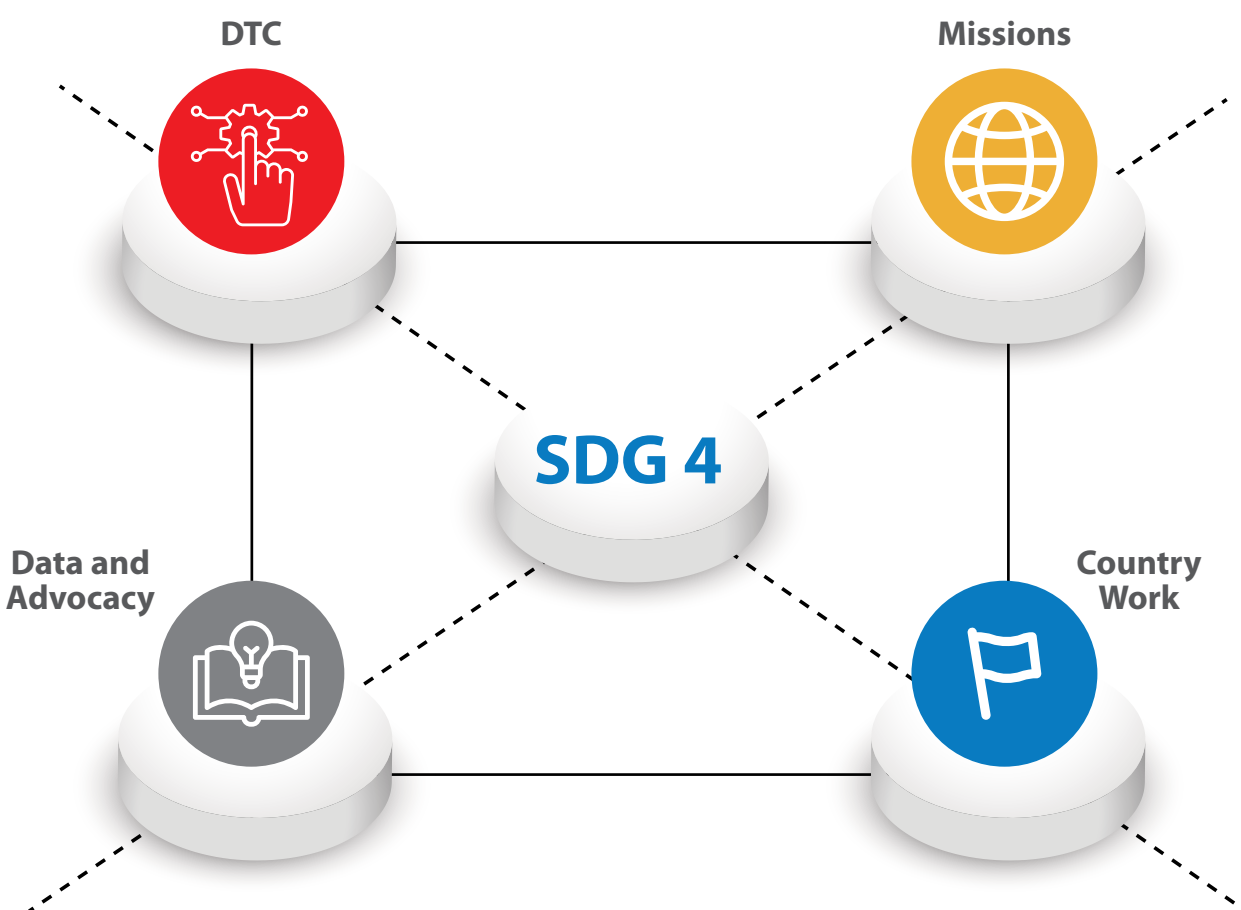 DTC
Missions
SDG 4
Data and
Advocacy
Country
Work